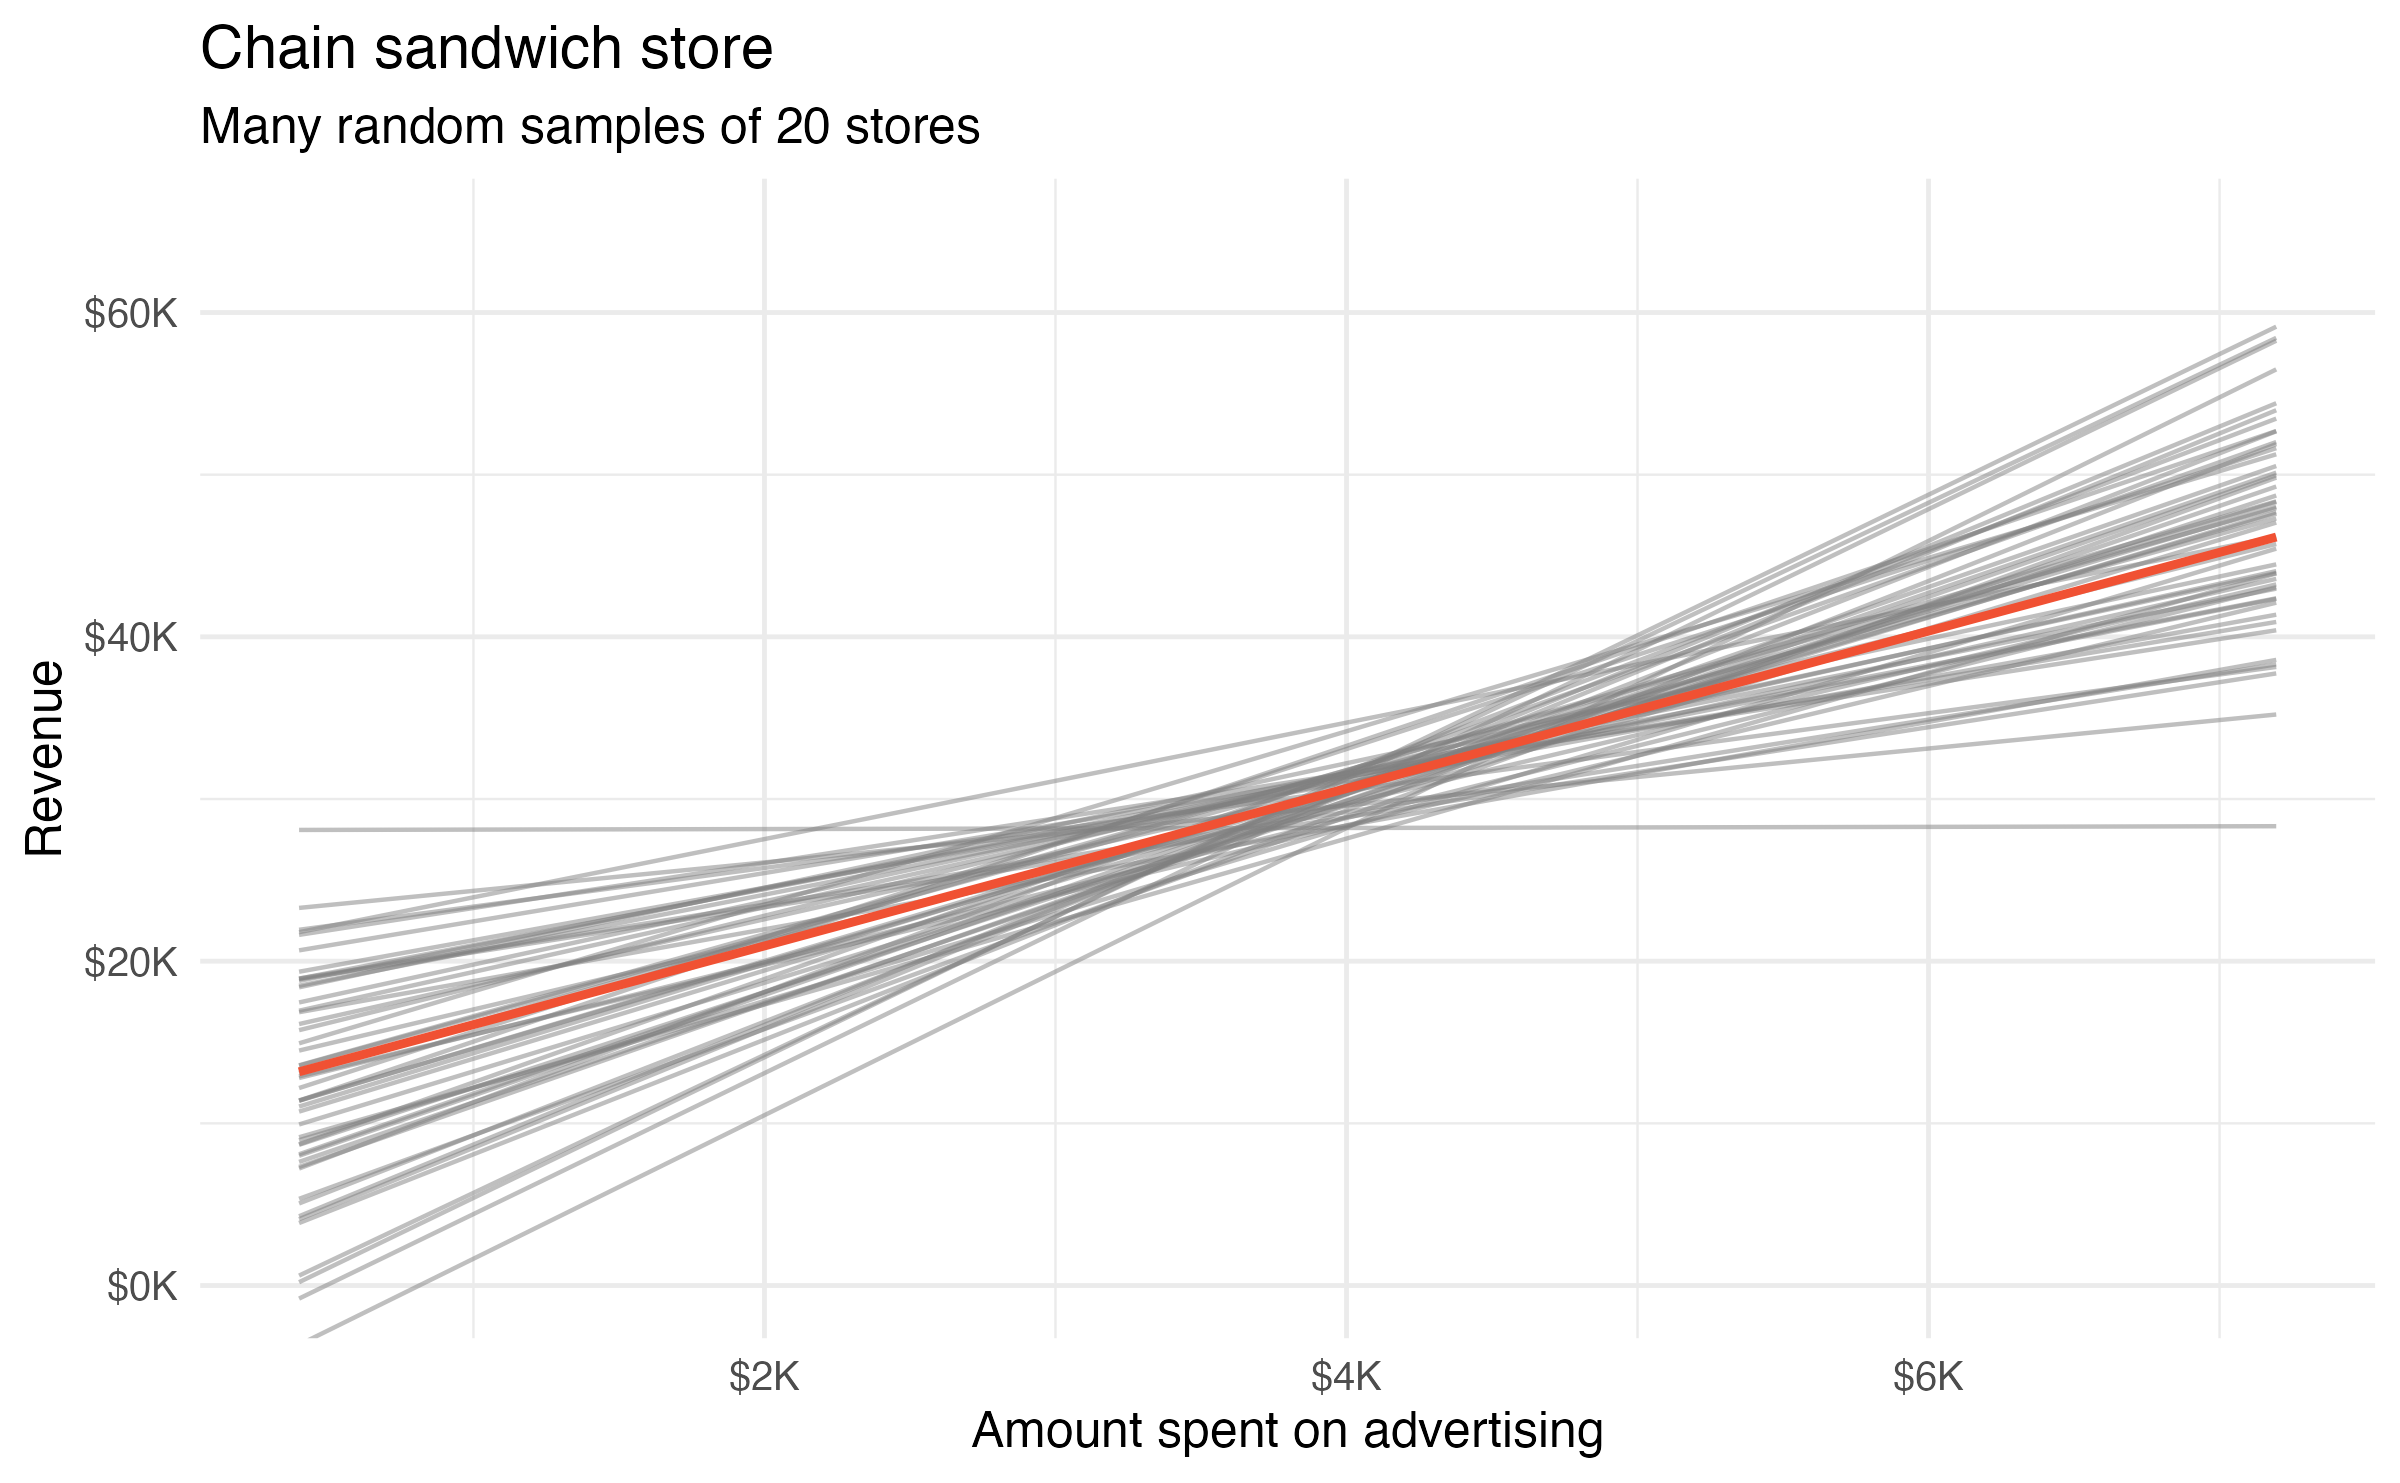 Chain sandwich store
Many random samples of 20 stores
$60K
$40K
$20K
$0K
Revenue
$2K
$4K
$6K
Amount spent on advertising